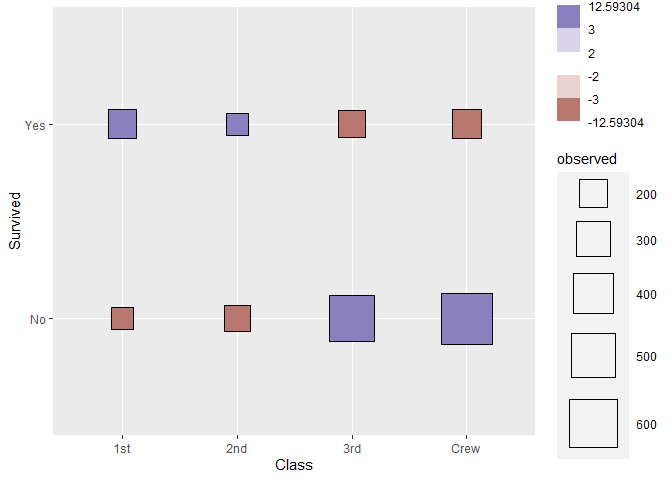 Survived
Yes
No
1st
2nd
3rd
Crew
Class
12.59304
3
2
-2
-3
-12.59304
observed
200
300
400
500
600